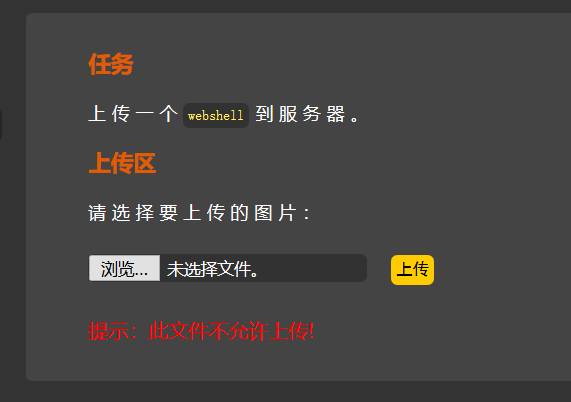 任务
上传一个 webshell 到服务器。
上传区
请选择要上传的图片：
浏览... 未选择文件。 上传
提示：此文件不允许上传!